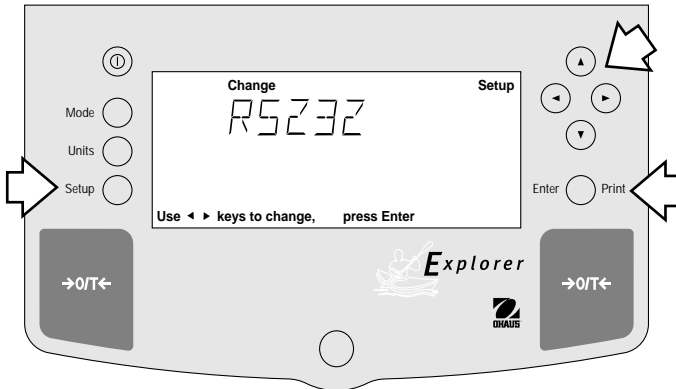 Change Setup
RS232
Mode
Units
Setup
Enter Print
Use ◄ ► keys to change, press Enter
Explorer
→0/T←
→0/T←
OHAUS